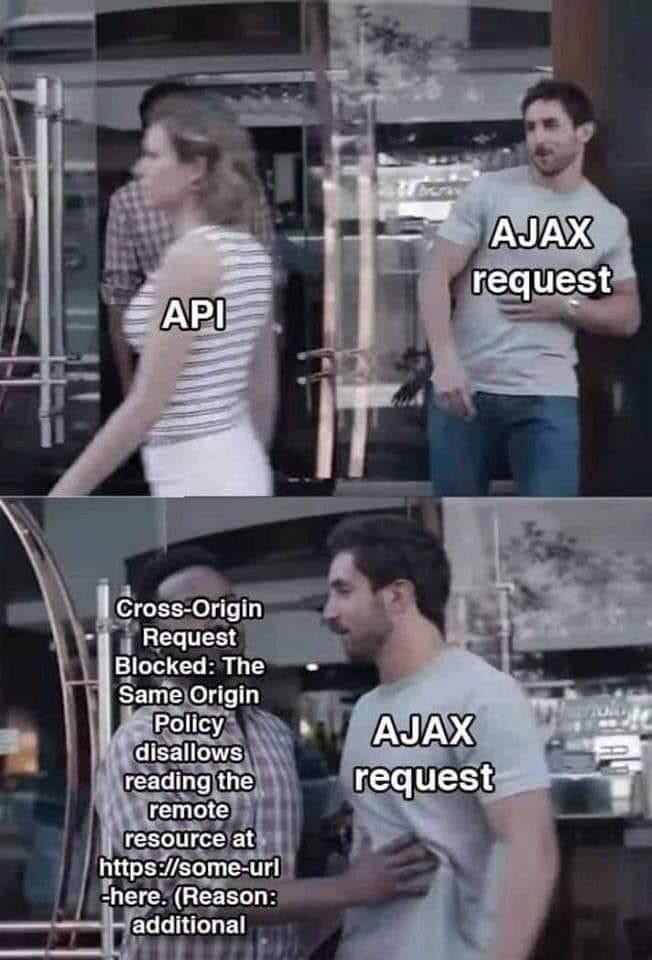 AJAX
request
API
Cross-Origin
Request
Blocked: The
Same Origin
Policy
disallows
reading the
remote
resource at
https://some-url
-here. (Reason:
additional
AJAX
request